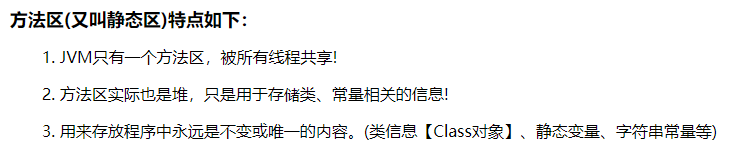 方法区(又叫静态区)特点如下：
1. JVM只有一个方法区，被所有线程共享!
2. 方法区实际也是堆，只是用于存储类、常量相关的信息!
3. 用来存放程序中永远是不变或唯一的内容。(类信息【Class对象】、静态变量、字符串常量等)